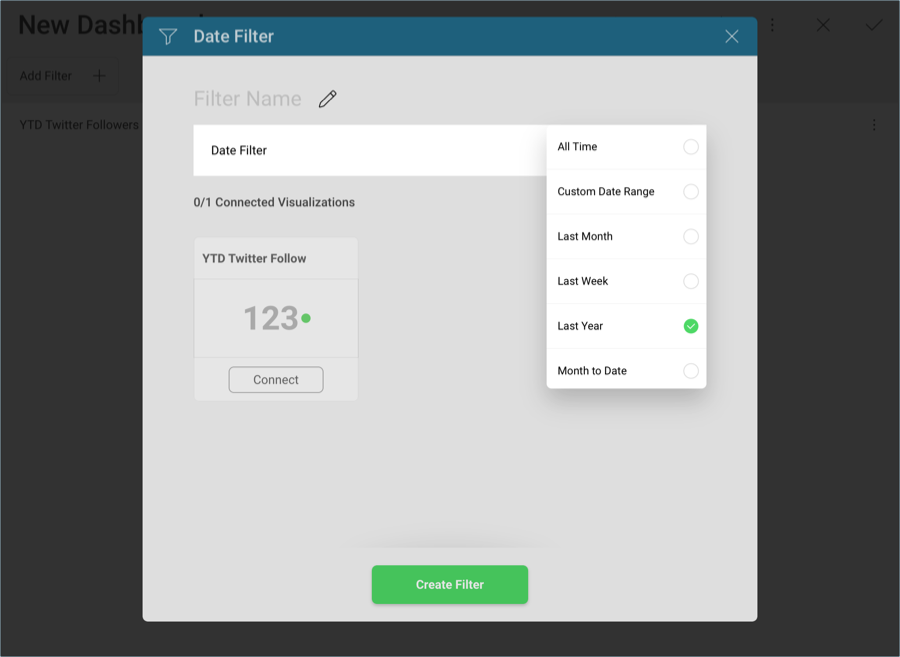 New Dashb
Date Filter
Add Filter
Filter Name
YTD Twitter Followers
Date Filter
All Time
Custom Date Range
0/1 Connected Visualizations
Last Month
YTD Twitter Follow
Last Week
123
Last Year
Connect
Month to Date
Create Filter